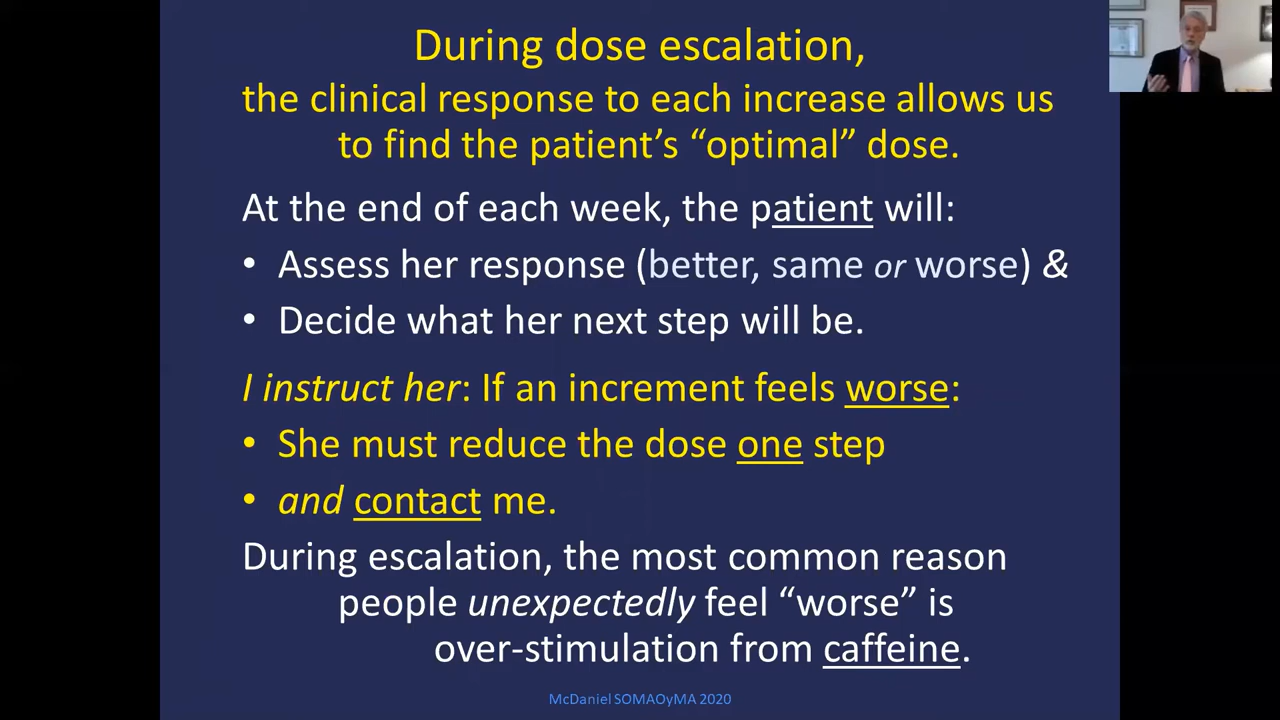 During dose escalation,
the clinical response to each increase allows us
to find the patient’s “optimal” dose.
At the end of each week, the patient will:
• Assess her response (better, same or worse) &
• Decide what her next step will be.
I instruct her: If an increment feels worse:
• She must reduce the dose one step
• and contact me.
During escalation, the most common reason
people unexpectedly feel “worse” is
over-stimulation from caffeine.
McDaniel SOMAOyMA 2020